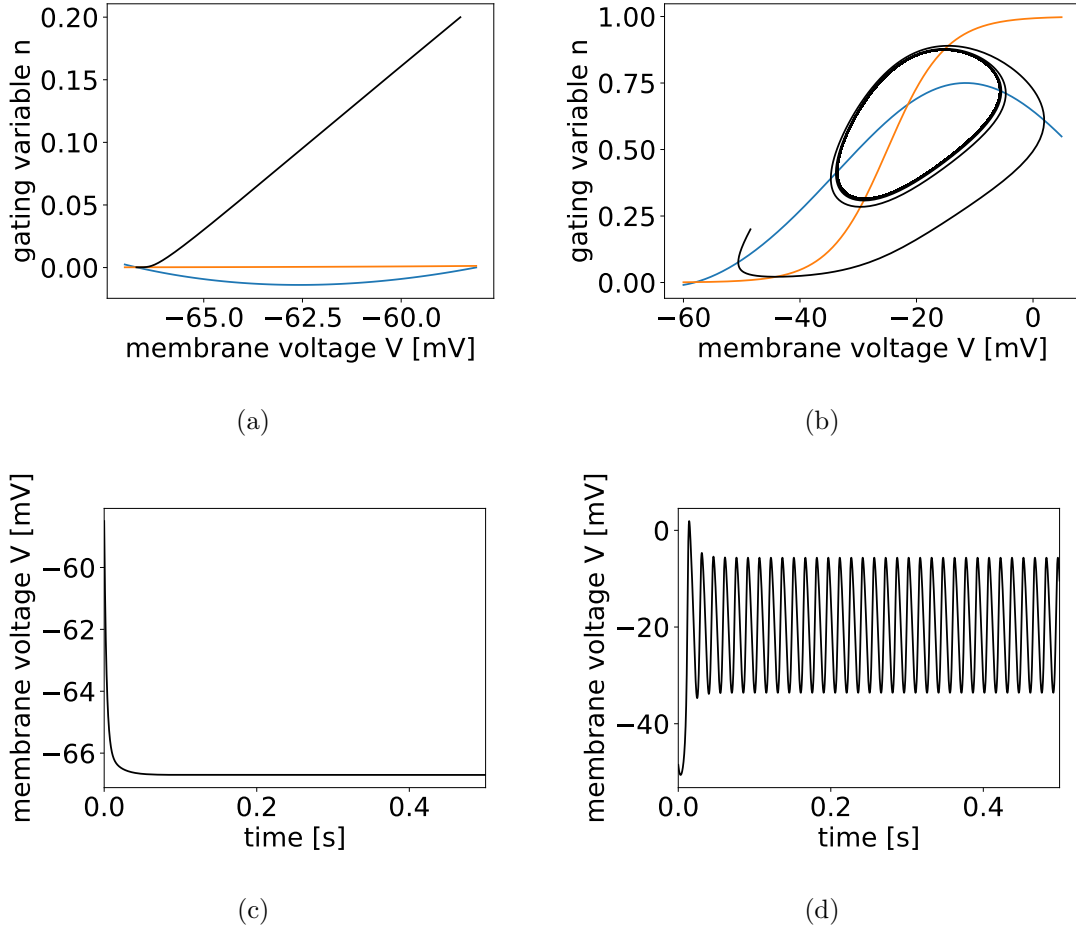 0.20
0.15
0.10
0.05
0.00
gating variable n
−65.0 −62.5 −60.0
membrane voltage V [mV]
(a)
1.00
0.75
0.50
0.25
0.00
gating variable n
−60 −40 −20 0
membrane voltage V [mV]
(b)
−60
−62
−64
−66
membrane voltage V [mV]
0.0 0.2 0.4
time [s]
(c)
0
−20
−40
membrane voltage V [mV]
0.0 0.2 0.4
time [s]
(d)